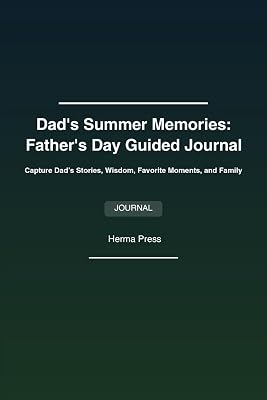 Dad's Summer Memories:
Father's Day Guided Journal
Capture Dad's Stories, Wisdom, Favorite Moments, and Family
JOURNAL
Herma Press